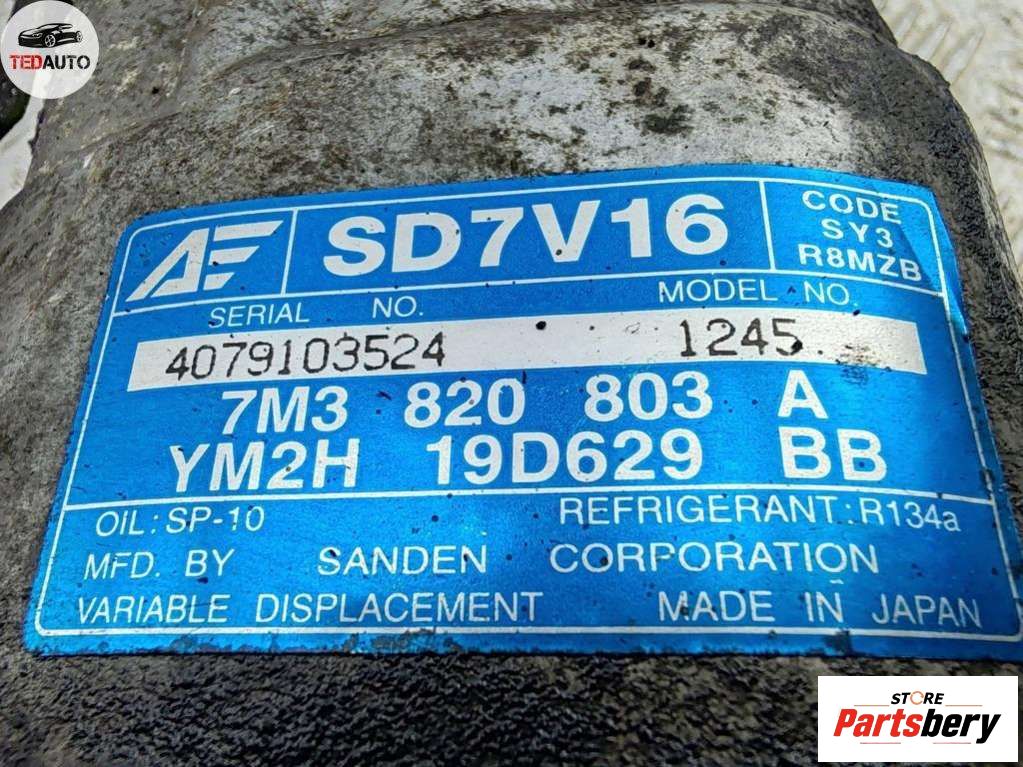 TEDAUTO
AE SD7V16 CODE
SY3
R8MZB
SERIAL NO. MODEL NO.
4079103524 1245
7M3 820 803 A
YM2H 19D629 BB
OIL: SP-10 REFRIGERANT: R134a
MFD. BY SANDEN CORPORATION
VARIABLE DISPLACEMENT MADE IN JAPAN
STORE
Partsbery